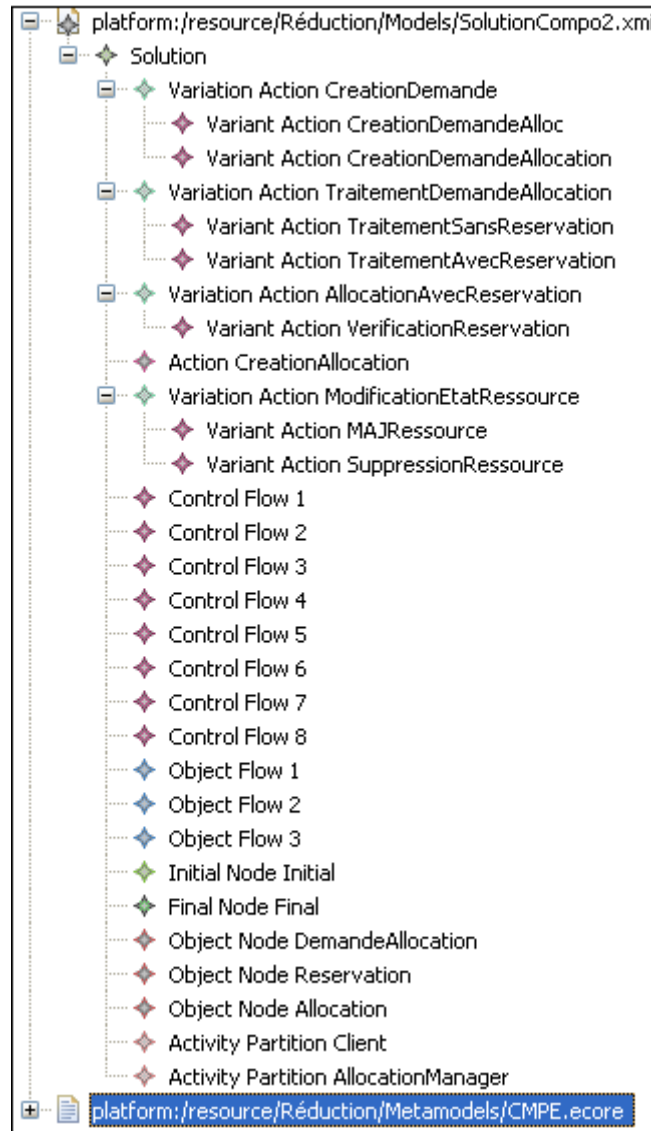 platform:/resource/Réduction/Models/SolutionCompo2.xmi
Solution
Variation Action CreationDemande
Variant Action CreationDemandeAlloc
Variant Action CreationDemandeAllocation
Variation Action TraitementDemandeAllocation
Variant Action TraitementSansReservation
Variant Action TraitementAvecReservation
Variation Action AllocationAvecReservation
Variant Action VerificationReservation
Action CreationAllocation
Variation Action ModificationEtatRessource
Variant Action MAJRessource
Variant Action SuppressionRessource
Control Flow 1
Control Flow 2
Control Flow 3
Control Flow 4
Control Flow 5
Control Flow 6
Control Flow 7
Control Flow 8
Object Flow 1
Object Flow 2
Object Flow 3
Initial Node Initial
Final Node Final
Object Node DemandeAllocation
Object Node Reservation
Object Node Allocation
Activity Partition Client
Activity Partition AllocationManager
platform:/resource/Réduction/Metamodels/CMPE.ecore